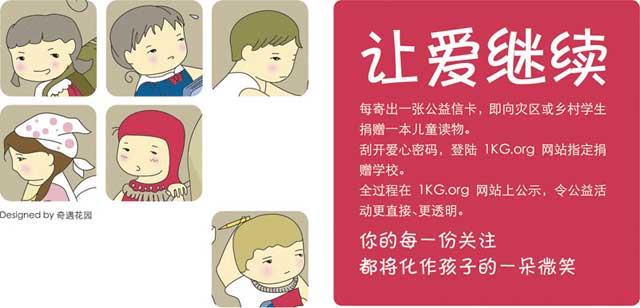 Designed by 奇遇花园
让爱继续
每寄出一张公益信卡，即向灾区或乡村学生
捐赠一本儿童读物。
刮开爱心密码，登陆 1KG.org 网站指定捐
赠学校。
全过程在 1KG.org 网站上公示，令公益活
动更直接、更透明。
你的每一份关注
都将化作孩子的一朵微笑